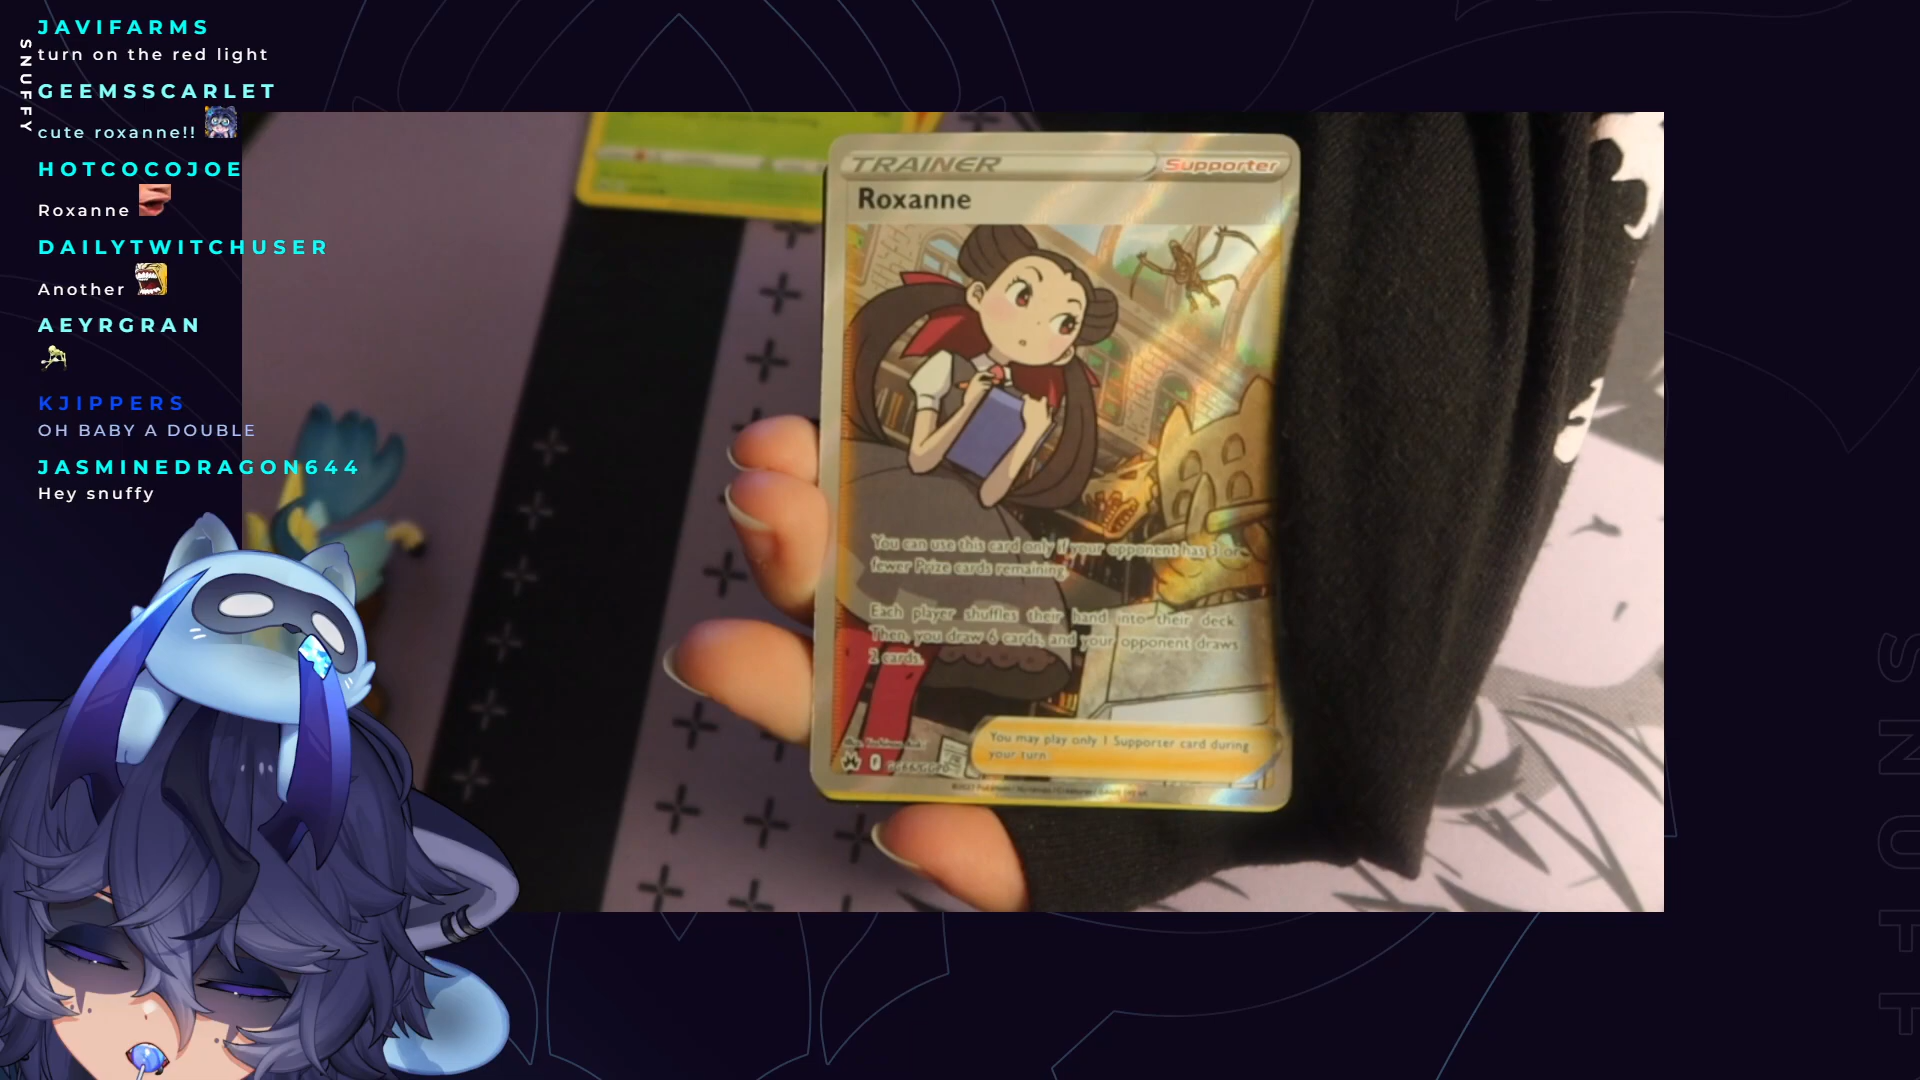 SNUFFY
JAVIFARMS
turn on the red light
GEEMSSCARLET
cute roxanne!!
HOTCOCOJOE
Roxanne
DAILYTWITCHUSER
Another
AEYRGRAN
KJIPPERS
OH BABY A DOUBLE
JASMINEDRAGON644
Hey snuffy
TRAINER
Supporter
Roxanne
You can use this card only if your opponent has 3 or
fewer Prize cards remaining.
Each player shuffles their hand into their deck.
Then, you draw 6 cards, and your opponent draws
2 cards.
You may play only 1 Supporter card during
your turn.
SNUFF